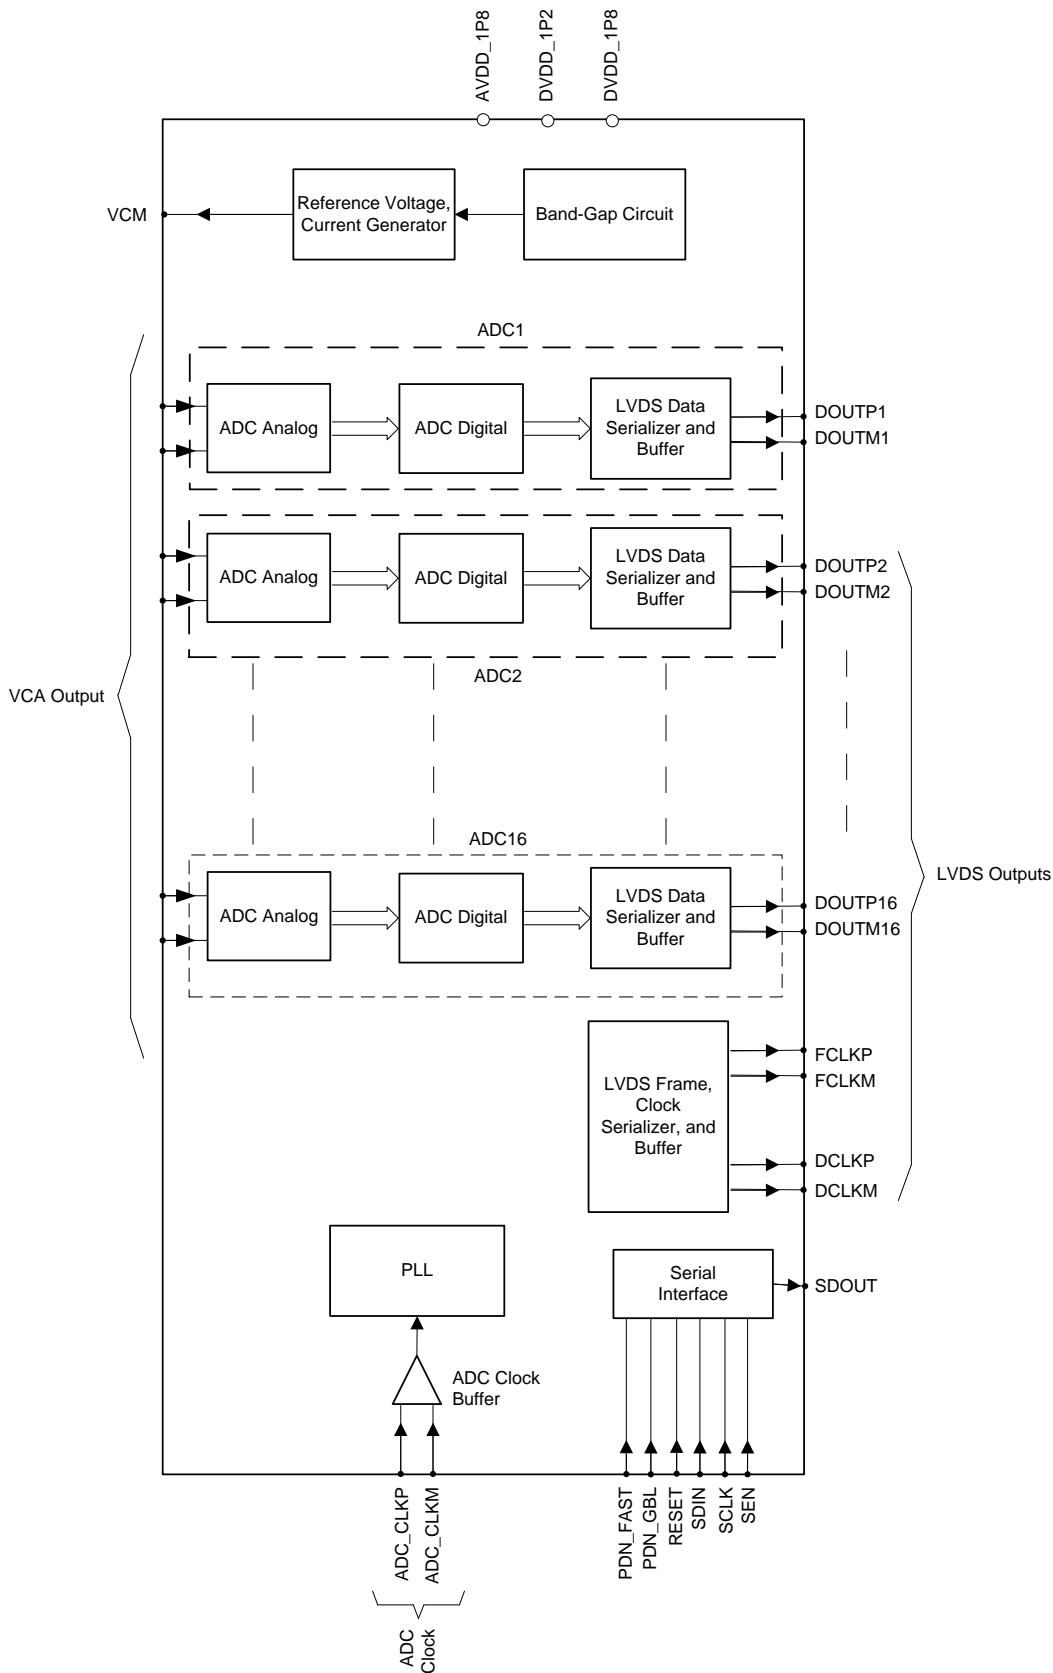 AVDD_1P8
DVDD_1P2
DVDD_1P8
VCM
Reference Voltage,
Current Generator
Band-Gap Circuit
ADC1
ADC Analog
ADC Digital
LVDS Data
Serializer and
Buffer
DOUTP1
DOUTM1
ADC Analog
ADC Digital
LVDS Data
Serializer and
Buffer
DOUTP2
DOUTM2
ADC2
VCA Output
ADC16
ADC Analog
ADC Digital
LVDS Data
Serializer and
Buffer
DOUTP16
DOUTM16
LVDS Outputs
LVDS Frame,
Clock
Serializer, and
Buffer
FCLKP
FCLKM
DCLKP
DCLKM
PLL
Serial
Interface
SDOUT
ADC Clock
Buffer
ADC_CLKP
ADC_CLKM
PDN_FAST
PDN_GBL
RESET
SDIN
SCLK
SEN
ADC
Clock